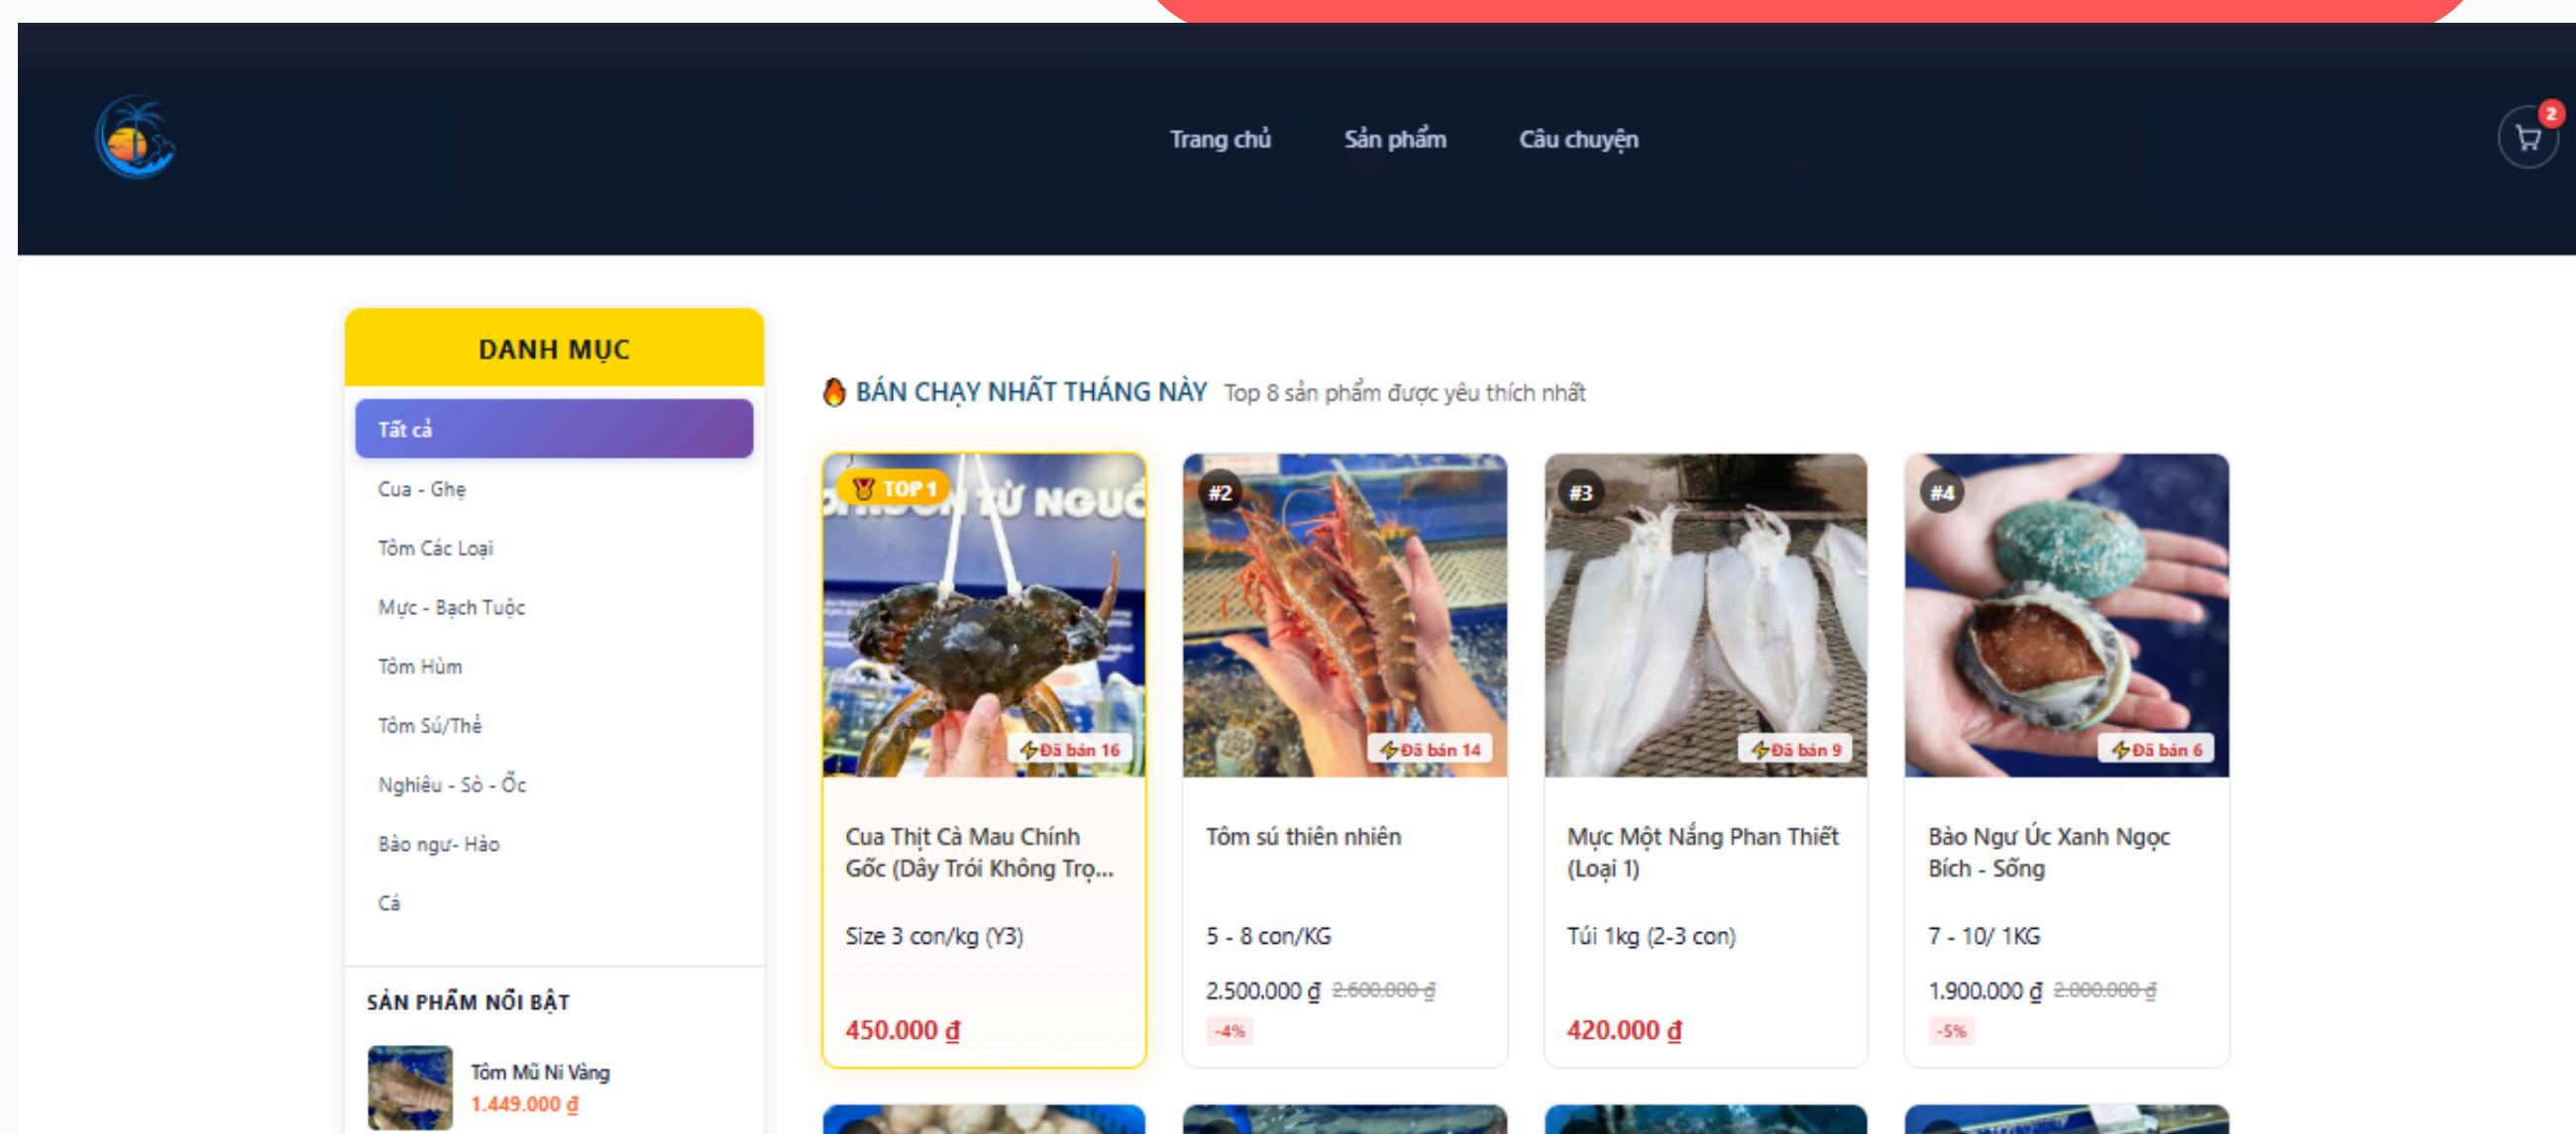 Trang chủ
Sản phẩm
Câu chuyện
2
DANH MỤC
Tất cả
Cua - Ghẹ
Tôm Các Loại
Mực - Bạch Tuộc
Tôm Hùm
Tôm Sú/Thẻ
Nghiêu - Sò - Ốc
Bào ngư- Hào
Cá
SẢN PHẨM NỔI BẬT
Tôm Mũ Ni Vàng
1.449.000 ₫
BÁN CHẠY NHẤT THÁNG NÀY Top 8 sản phẩm được yêu thích nhất
TOP 1
TỪ NGUỒ
Đã bán 16
Cua Thịt Cà Mau Chính
Gốc (Dây Trói Không Trọ...
Size 3 con/kg (Y3)
450.000 ₫
#2
Đã bán 14
Tôm sú thiên nhiên
5 - 8 con/KG
2.500.000 ₫ 2.600.000 ₫
-4%
#3
Đã bán 9
Mực Một Nắng Phan Thiết
(Loại 1)
Túi 1kg (2-3 con)
420.000 ₫
#4
Đã bán 6
Bào Ngư Úc Xanh Ngọc
Bích - Sống
7 - 10/ 1KG
1.900.000 ₫ 2.000.000 ₫
-5%